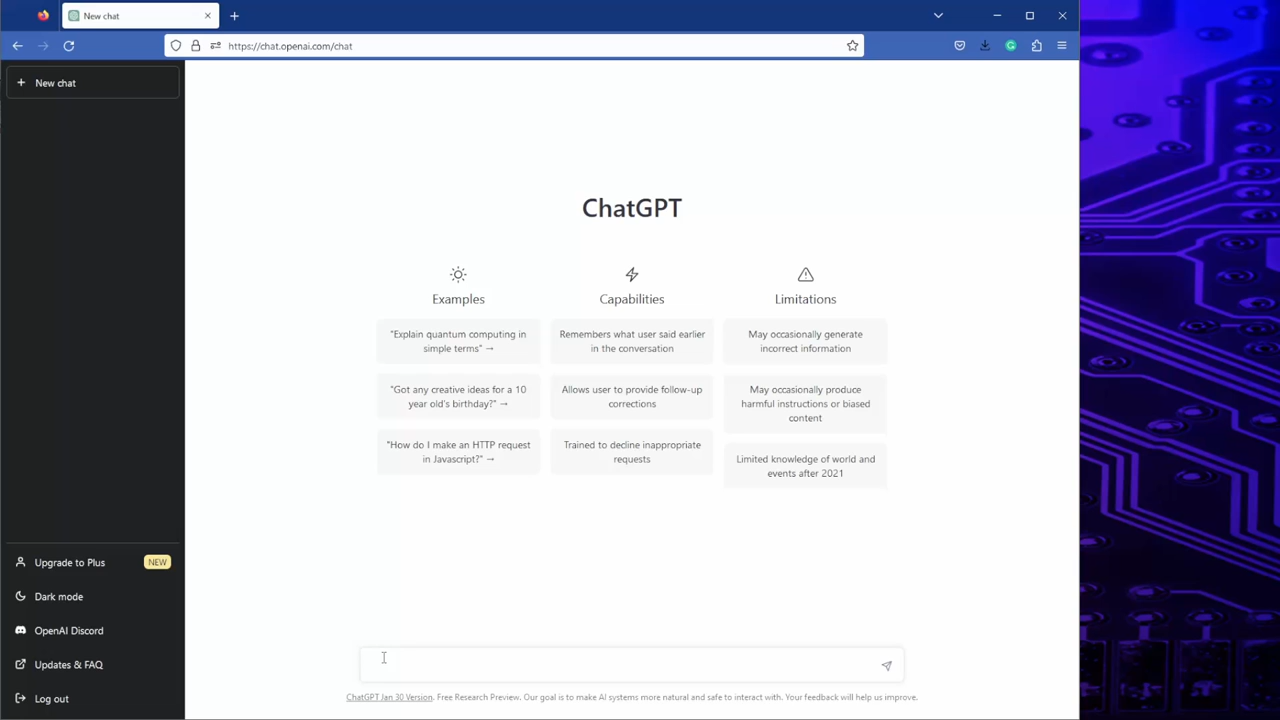 New chat
https://chat.openai.com/chat
New chat
ChatGPT
Examples
"Explain quantum computing in
simple terms" →
"Got any creative ideas for a 10
year old's birthday?" →
"How do I make an HTTP request
in Javascript?" →
Capabilities
Remembers what user said earlier
in the conversation
Allows user to provide follow-up
corrections
Trained to decline inappropriate
requests
Limitations
May occasionally generate
incorrect information
May occasionally produce
harmful instructions or biased
content
Limited knowledge of world and
events after 2021
Upgrade to Plus NEW
Dark mode
OpenAI Discord
Updates & FAQ
Log out
ChatGPT Jan 30 Version. Free Research Preview. Our goal is to make AI systems more natural and safe to interact with. Your feedback will help us improve.